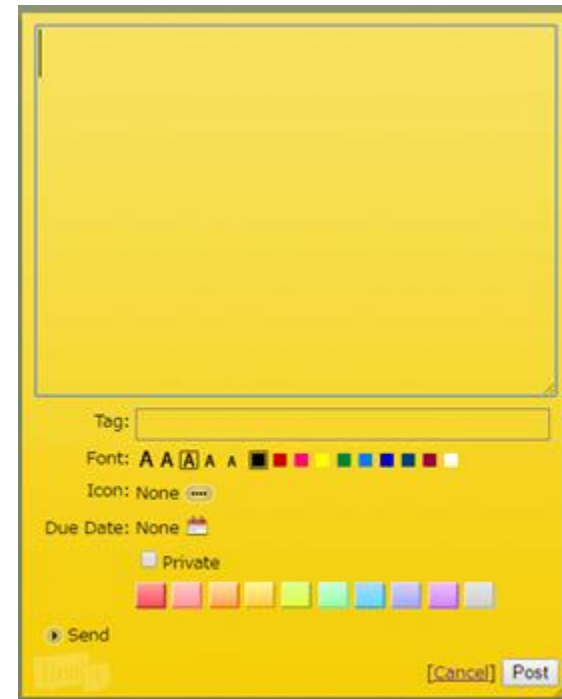 Tag:
Font: A A A A A
Icon: None
Due Date: None
Private
Send
[Cancel] Post